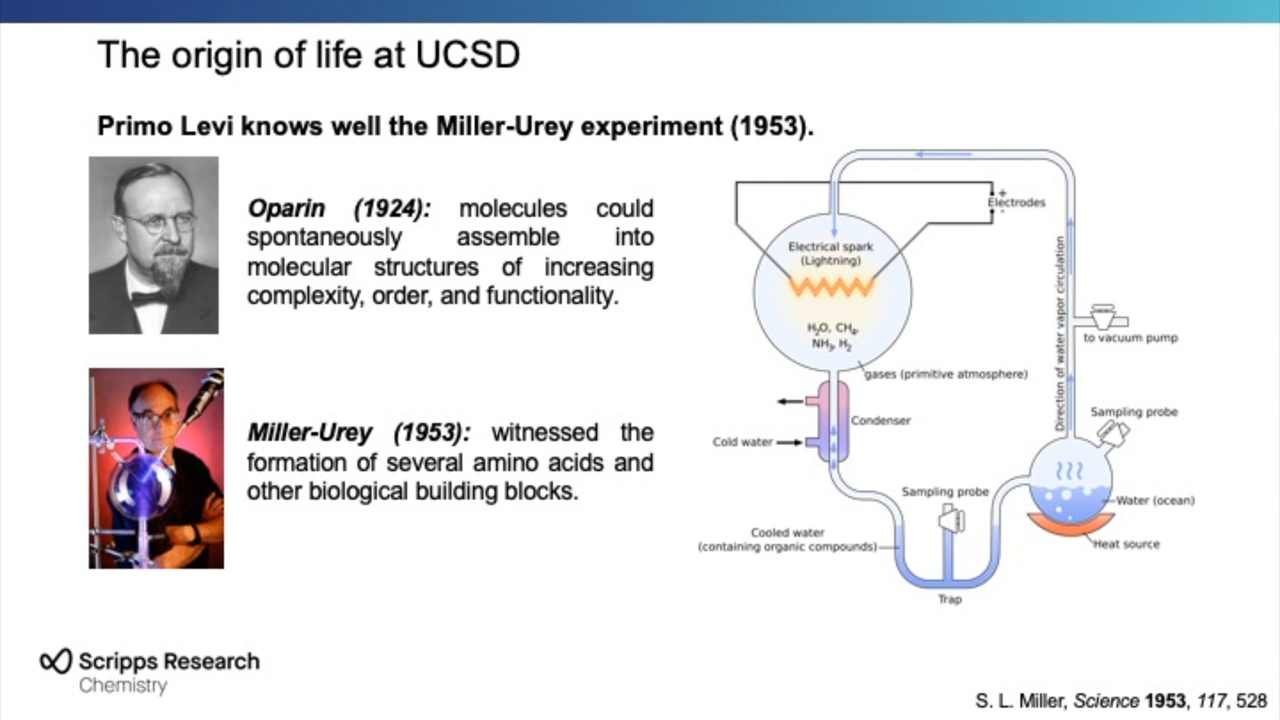 The origin of life at UCSD
Primo Levi knows well the Miller-Urey experiment (1953).
Oparin (1924): molecules could
spontaneously assemble into
molecular structures of increasing
complexity, order, and functionality.
Miller-Urey (1953): witnessed the
formation of several amino acids and
other biological building blocks.
+
Electrodes
-
Electrical spark
(Lightning)
H₂O, CH₄,
NH₃, H₂
gases (primitive atmosphere)
Direction of water vapor circulation
to vacuum pump
Condenser
Cold water
Sampling probe
Sampling probe
Water (ocean)
Cooled water
(containing organic compounds)
Heat source
Trap
Scripps Research
Chemistry
S. L. Miller, Science 1953, 117, 528